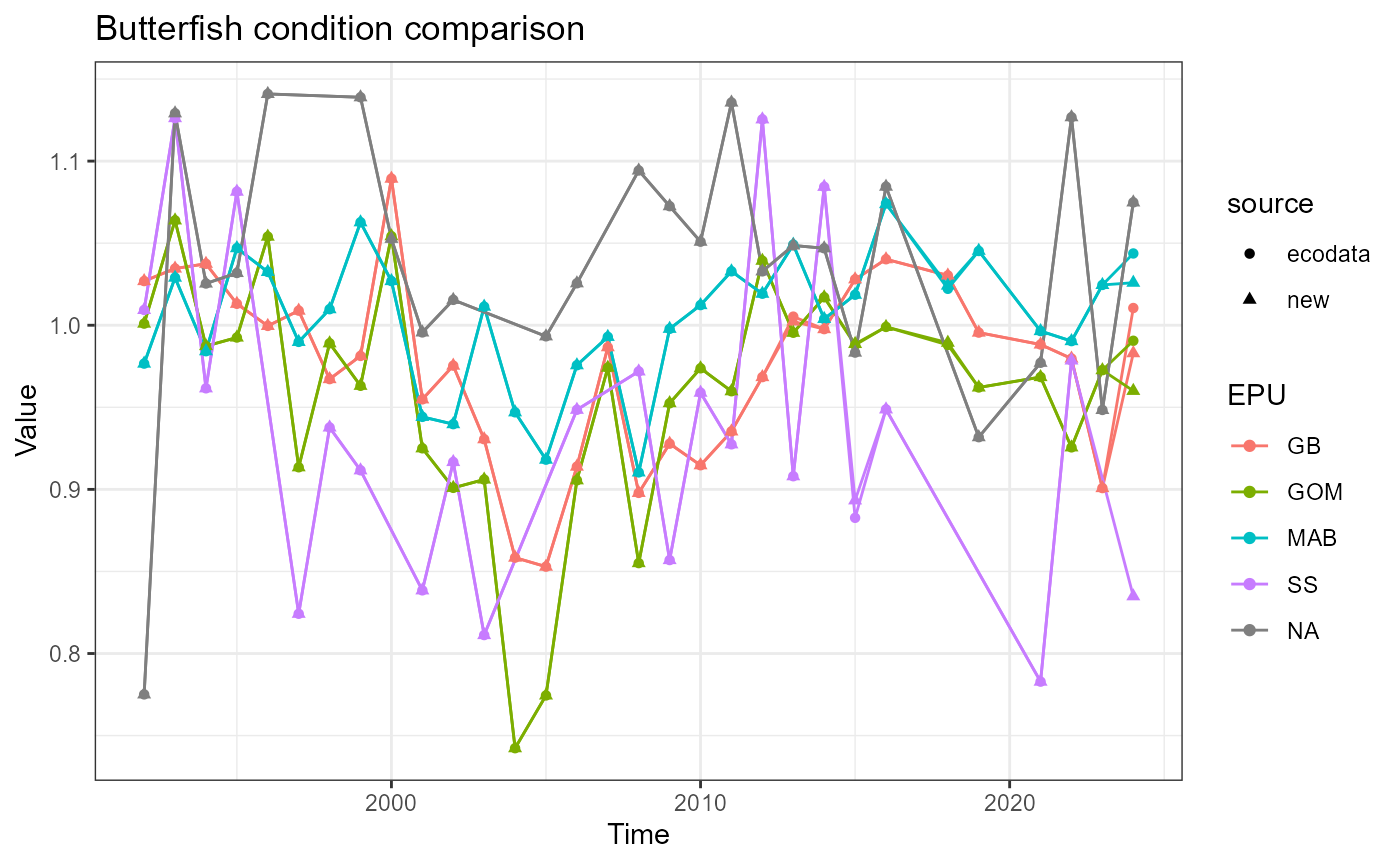 Butterfish condition comparison
Value
1.1
1.0
0.9
0.8
2000
2010
2020
Time
source
ecodata
new
EPU
GB
GOM
MAB
SS
NA